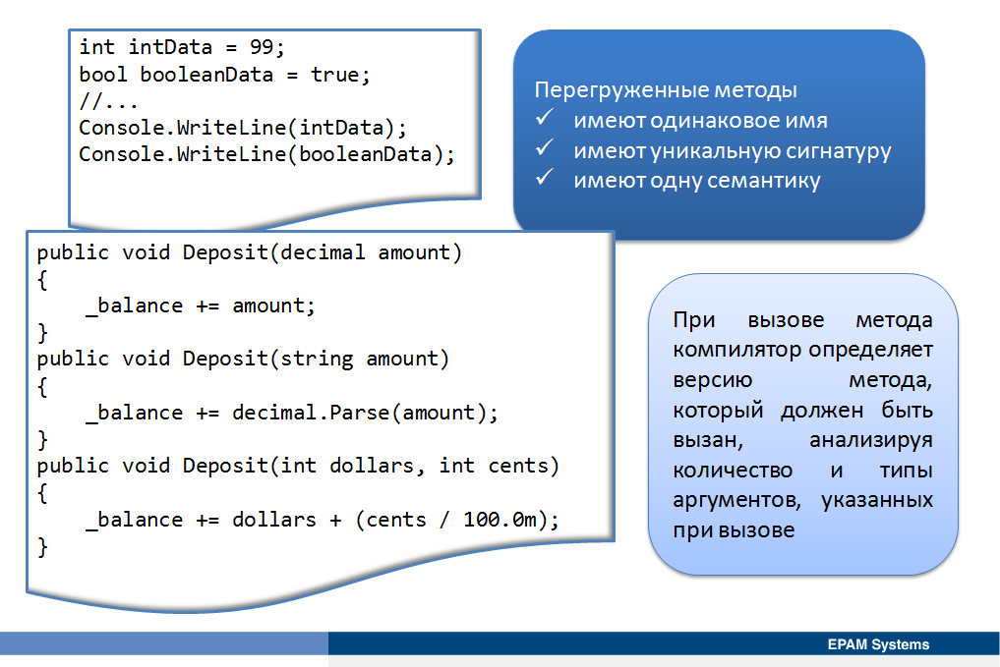 int intData = 99;
bool booleanData = true;
//...
Console.WriteLine(intData);
Console.WriteLine(booleanData);
Перегруженные методы
✓ имеют одинаковое имя
✓ имеют уникальную сигнатуру
✓ имеют одну семантику
public void Deposit(decimal amount)
{
    _balance += amount;
}
public void Deposit(string amount)
{
    _balance += decimal.Parse(amount);
}
public void Deposit(int dollars, int cents)
{
    _balance += dollars + (cents / 100.0m);
}
При вызове метода
компилятор определяет
версию метода,
который должен быть
вызан, анализируя
количество и типы
аргументов, указанных
при вызове
EPAM Systems